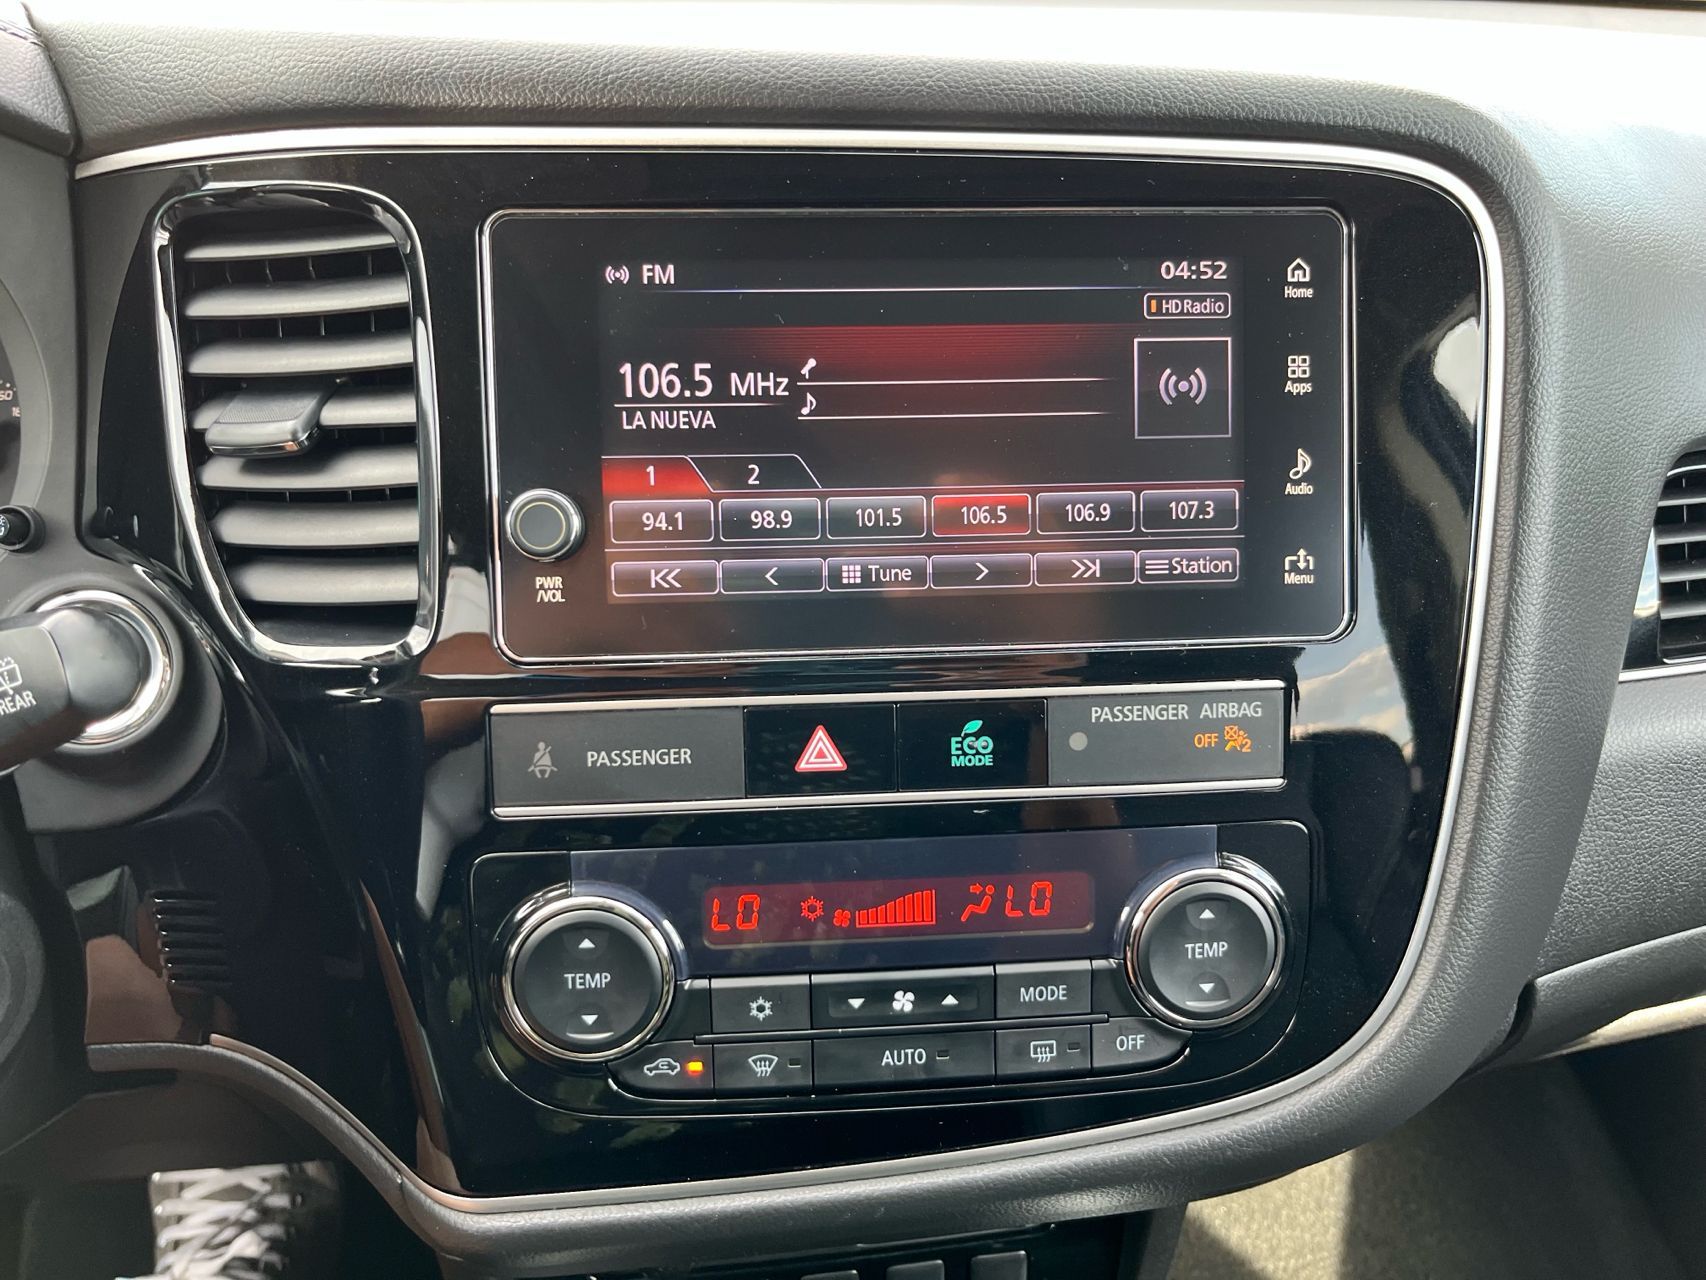 FM
04:52
HD Radio
106.5 MHz
LA NUEVA
1 2
94.1 98.9 101.5 106.5 106.9 107.3
Tune Station
Home
Apps
Audio
Menu
PWR
/VOL
REAR
PASSENGER
ECO
MODE
PASSENGER AIRBAG
OFF 2
LO LO
TEMP
TEMP
MODE
AUTO
OFF